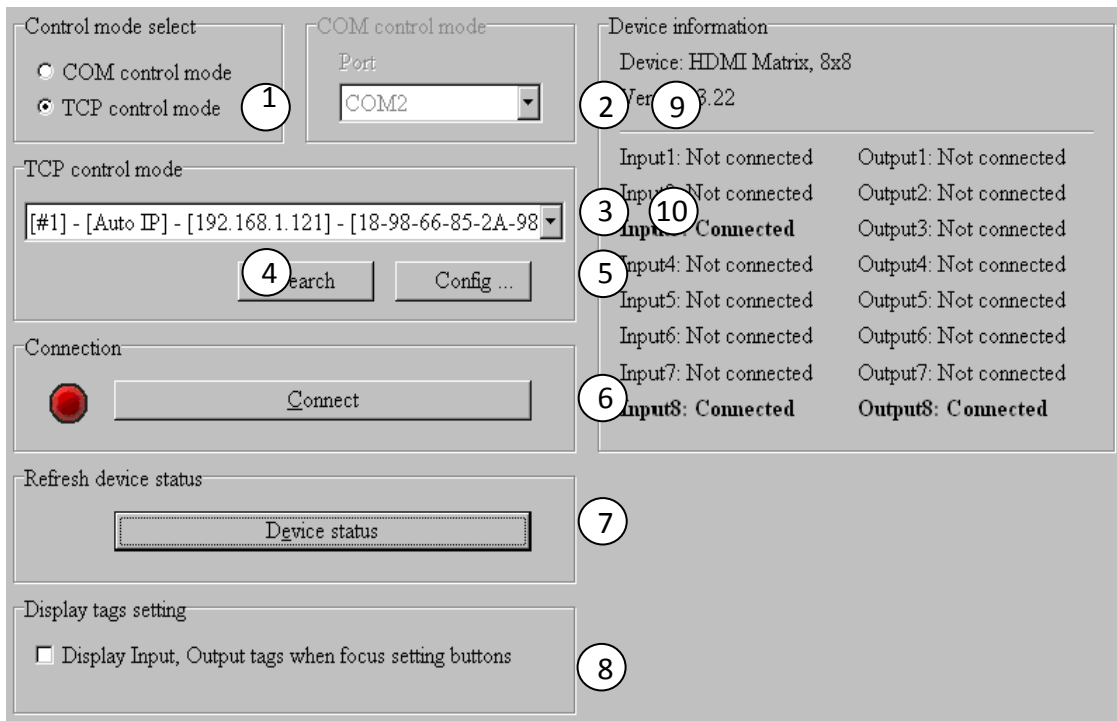 Control mode select
COM control mode
TCP control mode
1
COM control mode
Port
COM2
2
TCP control mode
[#1] - [Auto IP] - [192.168.1.121] - [18-98-66-85-2A-98
3
4
Config ...
5
Connection
Connect
6
Refresh device status
Device status
7
Display tags setting
Display Input, Output tags when focus setting buttons
8
Device information
Device: HDMI Matrix, 8x8
9
3.22
Input1: Not connected Output1: Not connected
10 Not connected Output2: Not connected
Connected Output3: Not connected
Input4: Not connected Output4: Not connected
Input5: Not connected Output5: Not connected
Input6: Not connected Output6: Not connected
Input7: Not connected Output7: Not connected
Input8: Connected Output8: Connected